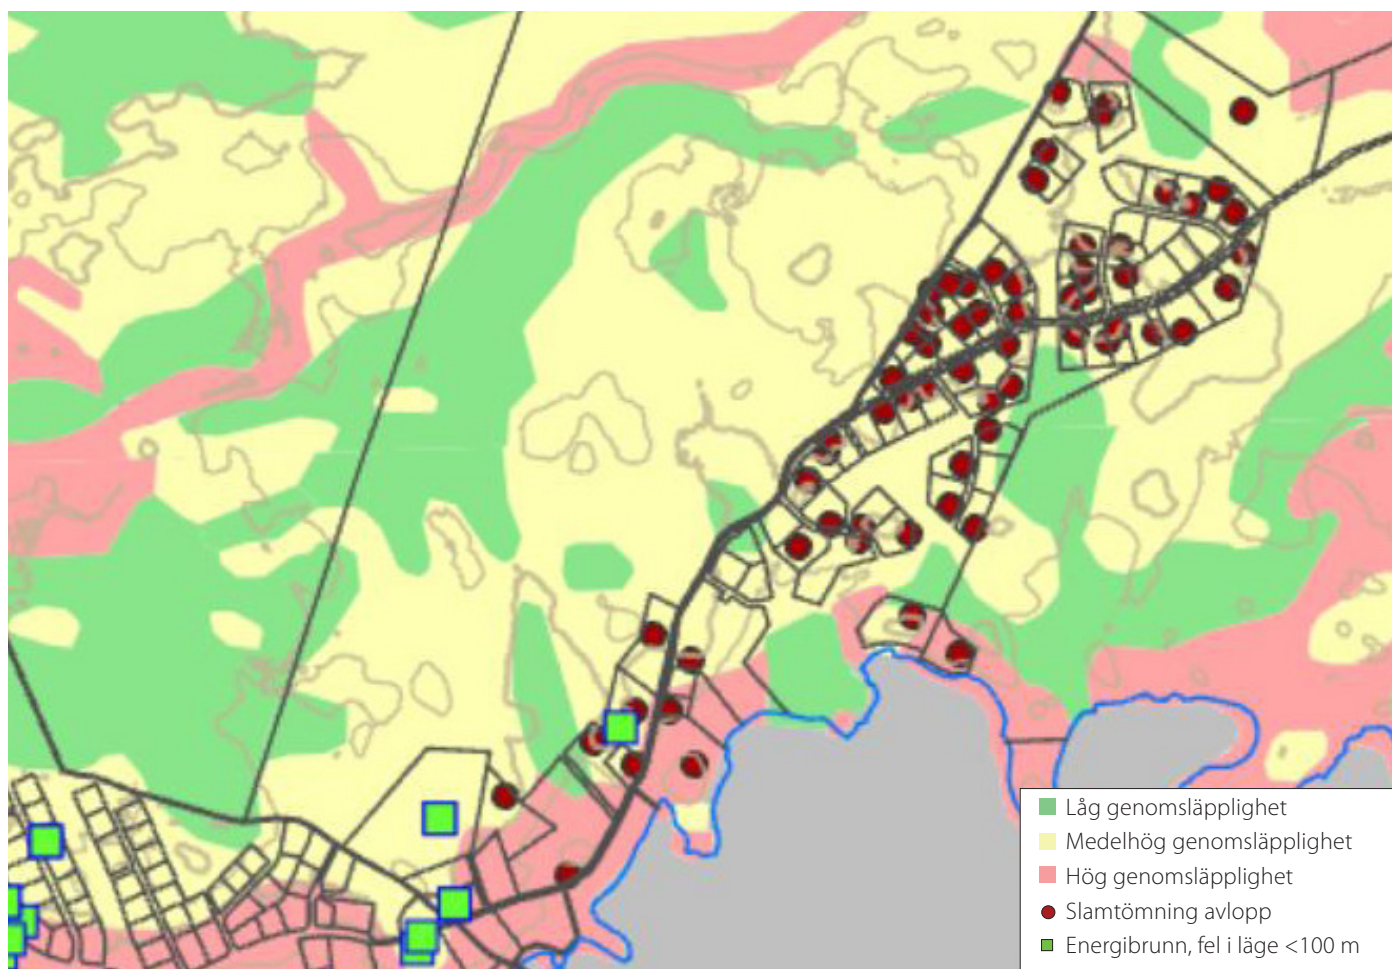 Låg genomsläpplighet
Medelhög genomsläpplighet
Hög genomsläpplighet
Slamtömning avlopp
Energibrunn, fel i läge <100 m